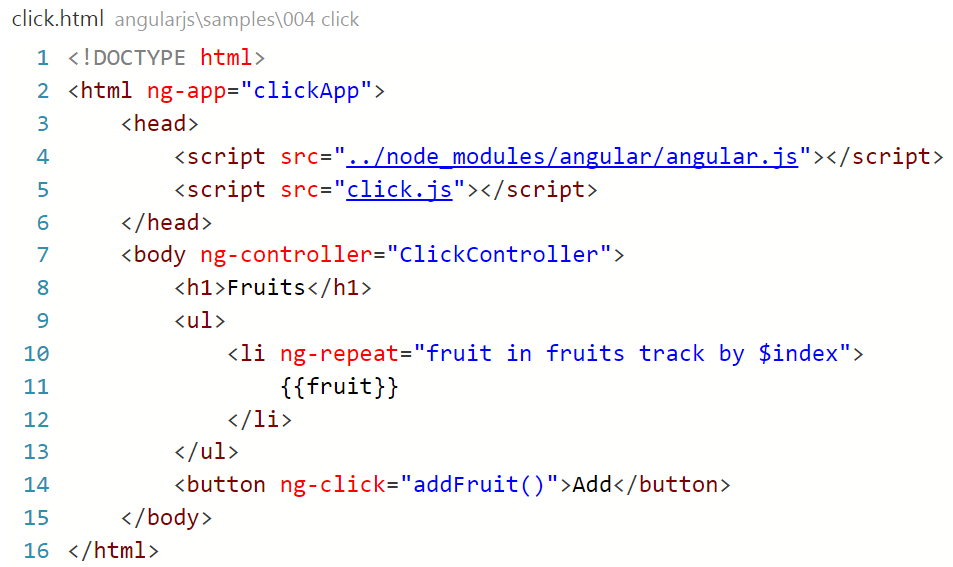 click.html angularjs\samples\004 click
1 <!DOCTYPE html>
2 <html ng-app="clickApp">
3     <head>
4         <script src="../node_modules/angular/angular.js"></script>
5         <script src="click.js"></script>
6     </head>
7     <body ng-controller="ClickController">
8         <h1>Fruits</h1>
9         <ul>
10             <li ng-repeat="fruit in fruits track by $index">
11                 {{fruit}}
12             </li>
13         </ul>
14         <button ng-click="addFruit()">Add</button>
15     </body>
16 </html>